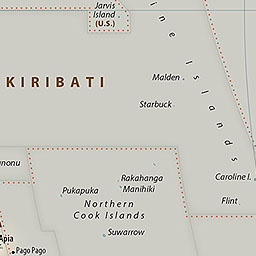 Jarvis
Island
(U.S.)
ine Islands
Malden
KIRIBATI
Starbuck
nonu
Rakahanga
Caroline I.
Pukapuka
Manihiki
Northern
Cook Islands
Flint
Suwarrow
Apia
Pago Pago